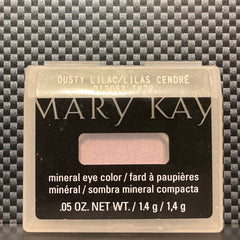 DUSTY LILAC/LILAS CENDRÉ
MARY KAY
mineral eye color / fard à paupières
minéral / sombra mineral compacta
.05 OZ. NET WT. / 1.4 g / 1,4 g